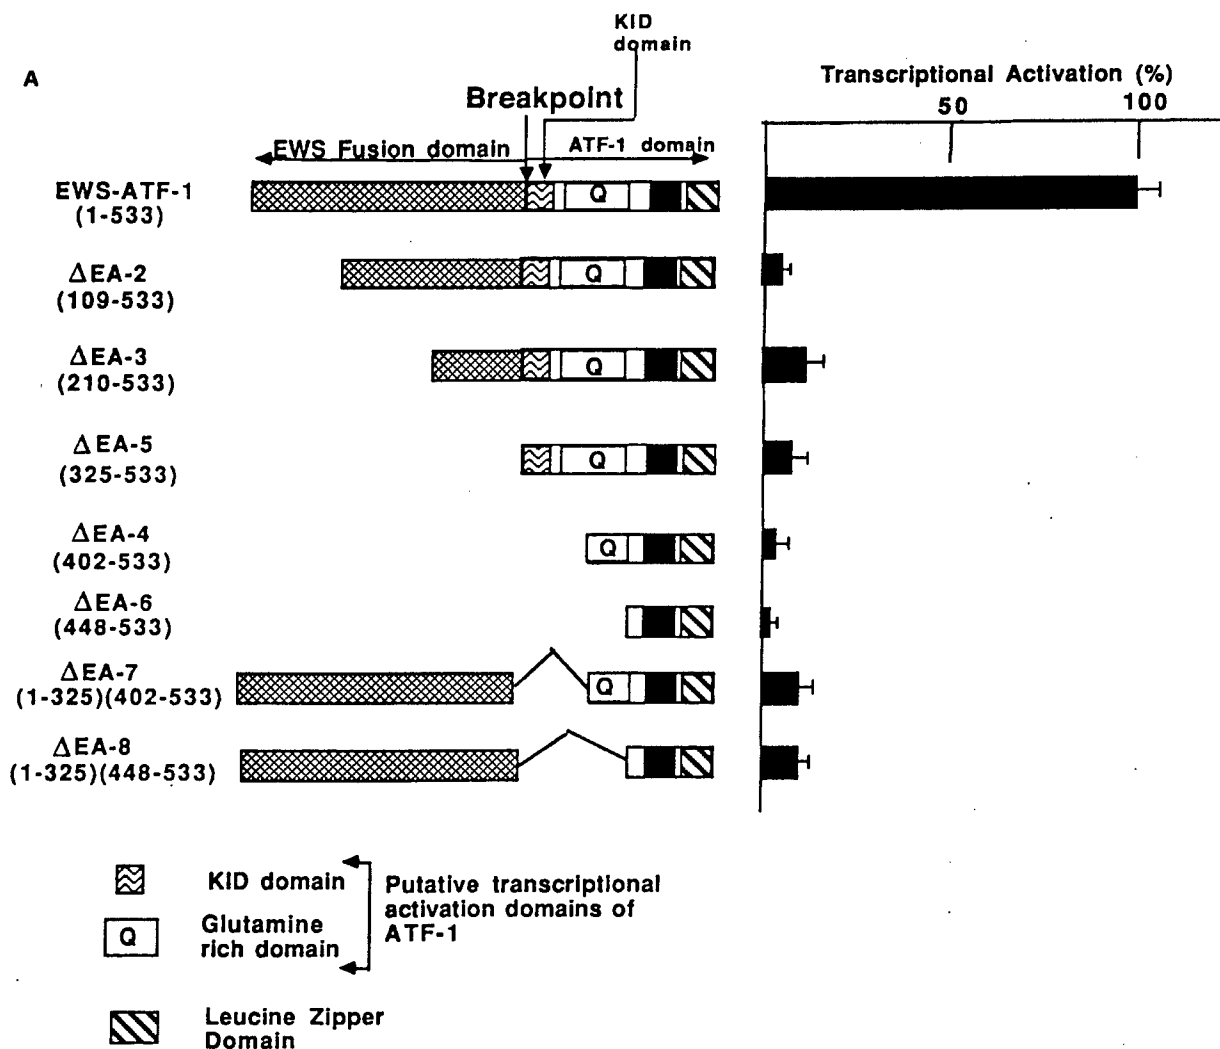 KID
domain
A
Transcriptional Activation (%)
50 100
Breakpoint
EWS Fusion domain
ATF-1 domain
EWS-ATF-1
(1-533)
Q
ΔEA-2
(109-533)
Q
ΔEA-3
(210-533)
Q
ΔEA-5
(325-533)
Q
ΔEA-4
(402-533)
Q
ΔEA-6
(448-533)
ΔEA-7
(1-325)(402-533)
Q
ΔEA-8
(1-325)(448-533)
KID domain
Q
Glutamine
rich domain
Putative transcriptional
activation domains of
ATF-1
Leucine Zipper
Domain